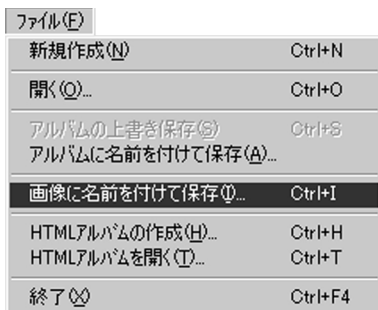 ファイル(F)
新規作成(N) Ctrl+N
開く(O)... Ctrl+O
アルバムの上書き保存(S) Ctrl+S
アルバムに名前を付けて保存(A)...
画像に名前を付けて保存(I)... Ctrl+I
HTMLアルバムの作成(H)... Ctrl+H
HTMLアルバムを開く(T)... Ctrl+T
終了(X) Ctrl+F4